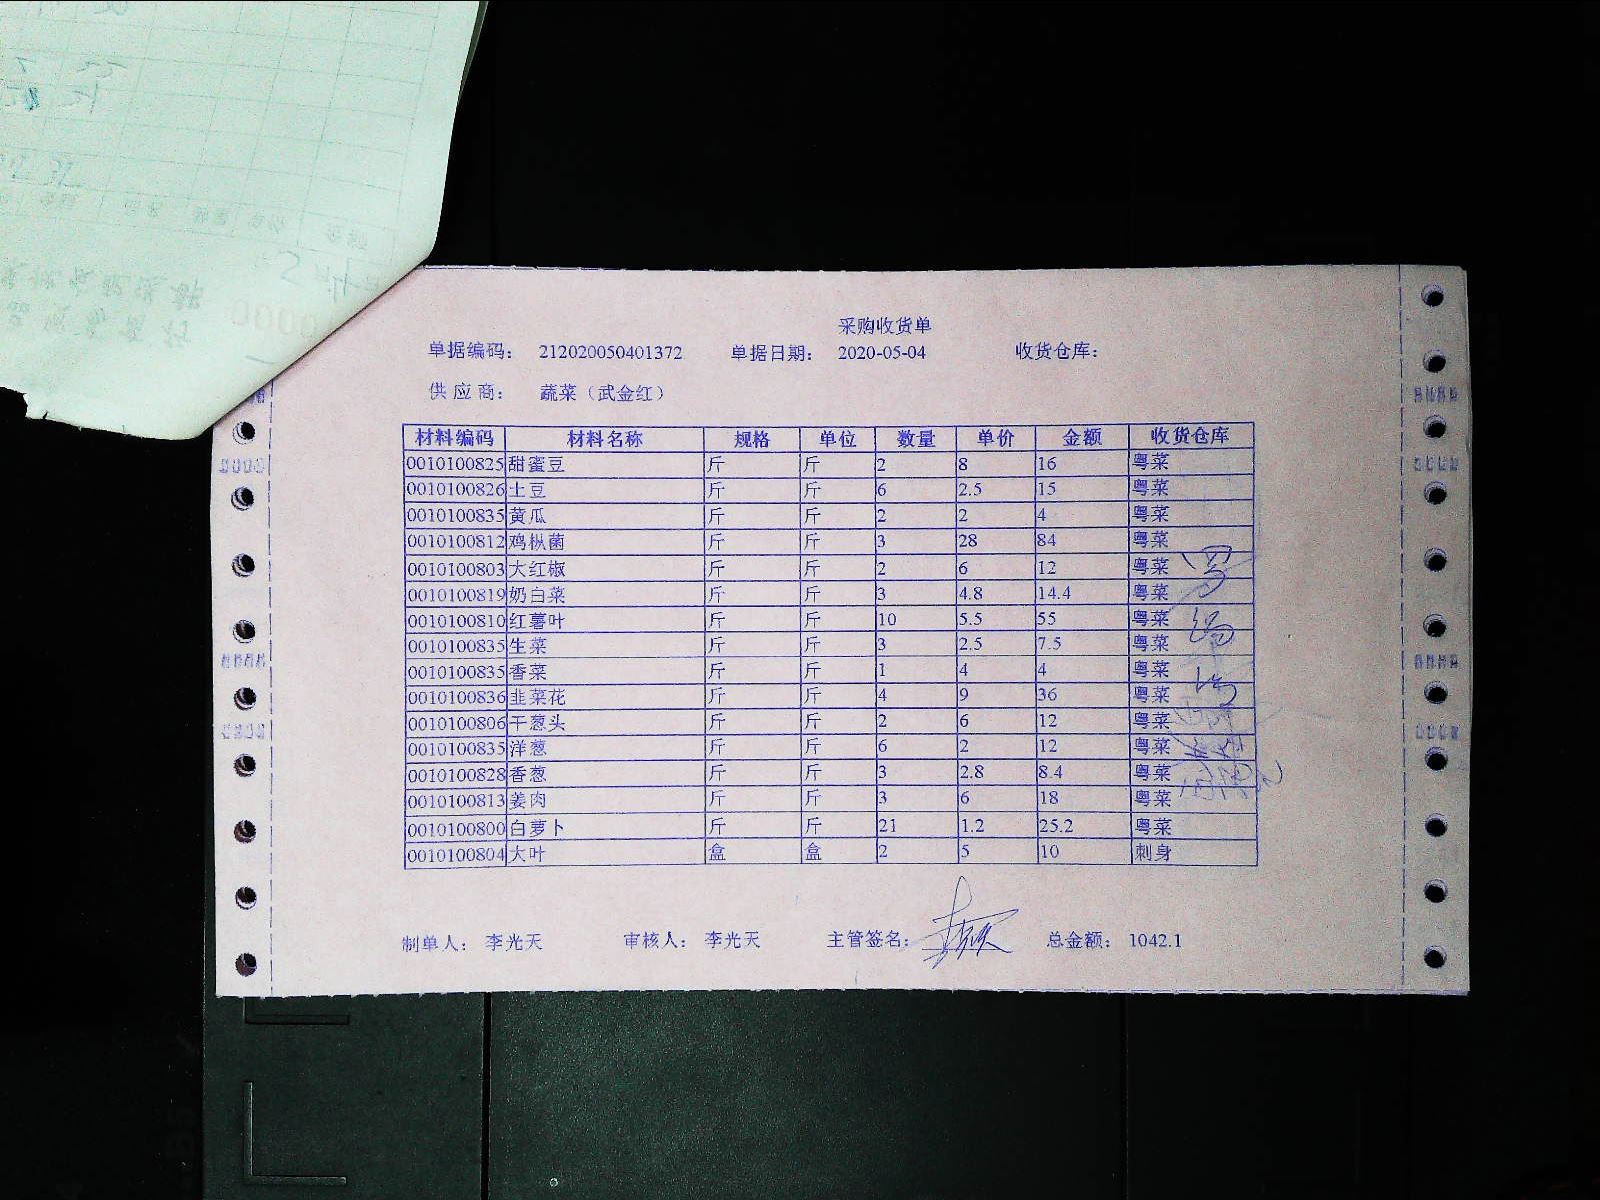 采购收货单
单据编码： 212020050401372 单据日期： 2020-05-04 收货仓库：
供 应 商： 蔬菜（武金红）
材料编码 材料名称 规格 单位 数量 单价 金额 收货仓库
0010100825 甜蜜豆 斤 斤 2 8 16 粤菜
0010100826 土豆 斤 斤 6 2.5 15 粤菜
0010100835 黄瓜 斤 斤 2 2 4 粤菜
0010100812 鸡枞菌 斤 斤 3 28 84 粤菜
0010100803 大红椒 斤 斤 2 6 12 粤菜
0010100819 奶白菜 斤 斤 3 4.8 14.4 粤菜
0010100810 红薯叶 斤 斤 10 5.5 55 粤菜
0010100835 生菜 斤 斤 3 2.5 7.5 粤菜
0010100835 香菜 斤 斤 1 4 4 粤菜
0010100836 韭菜花 斤 斤 4 9 36 粤菜
0010100806 干葱头 斤 斤 2 6 12 粤菜
0010100835 洋葱 斤 斤 6 2 12 粤菜
0010100828 香葱 斤 斤 3 2.8 8.4 粤菜
0010100813 姜肉 斤 斤 3 6 18 粤菜
0010100800 白萝卜 斤 斤 21 1.2 25.2 粤菜
0010100804 大叶 盒 盒 2 5 10 刺身
制单人： 李光天 审核人： 李光天 主管签名： 总金额： 1042.1